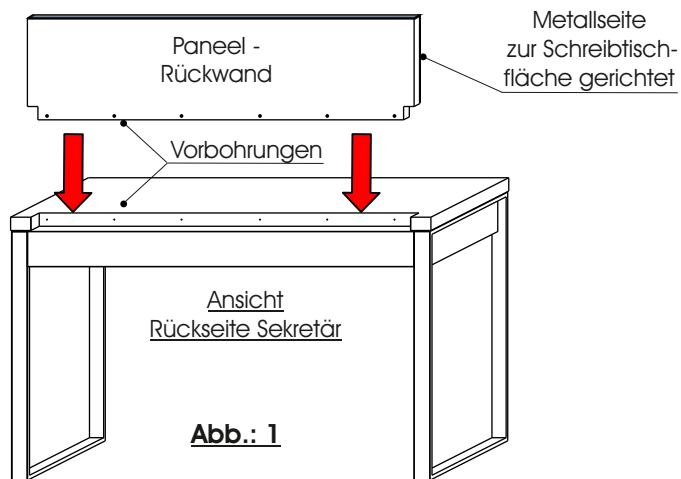 Paneel -
Rückwand
Metallseite
zur Schreibtisch-
fläche gerichtet
Vorbohrungen
Ansicht
Rückseite Sekretär
Abb.: 1